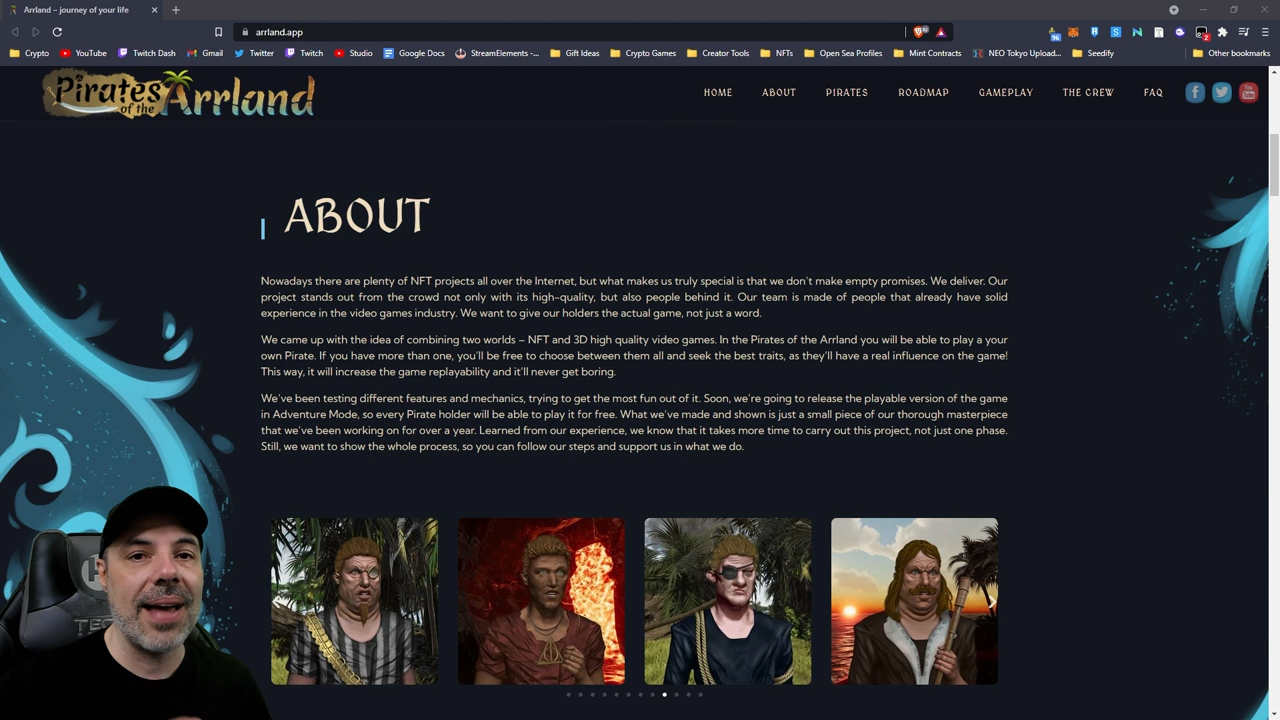 Arrland – journey of your life
arrland.app
Crypto
YouTube
Twitch Dash
Gmail
Twitter
Twitch
Studio
Google Docs
StreamElements -...
Gift Ideas
Crypto Games
Creator Tools
NFTs
Open Sea Profiles
Mint Contracts
NEO Tokyo Upload...
Seedify
Other bookmarks
Pirates
of the
Arrland
HOME
ABOUT
PIRATES
ROADMAP
GAMEPLAY
THE CREW
FAQ
ABOUT
Nowadays there are plenty of NFT projects all over the Internet, but what makes us truly special is that we don't make empty promises. We deliver. Our
project stands out from the crowd not only with its high-quality, but also people behind it. Our team is made of people that already have solid
experience in the video games industry. We want to give our holders the actual game, not just a word.
We came up with the idea of combining two worlds – NFT and 3D high quality video games. In the Pirates of the Arrland you will be able to play a your
own Pirate. If you have more than one, you'll be free to choose between them all and seek the best traits, as they'll have a real influence on the game!
This way, it will increase the game replayability and it'll never get boring.
We've been testing different features and mechanics, trying to get the most fun out of it. Soon, we're going to release the playable version of the game
in Adventure Mode, so every Pirate holder will be able to play it for free. What we've made and shown is just a small piece of our thorough masterpiece
that we've been working on for over a year. Learned from our experience, we know that it takes more time to carry out this project, not just one phase.
Still, we want to show the whole process, so you can follow our steps and support us in what we do.